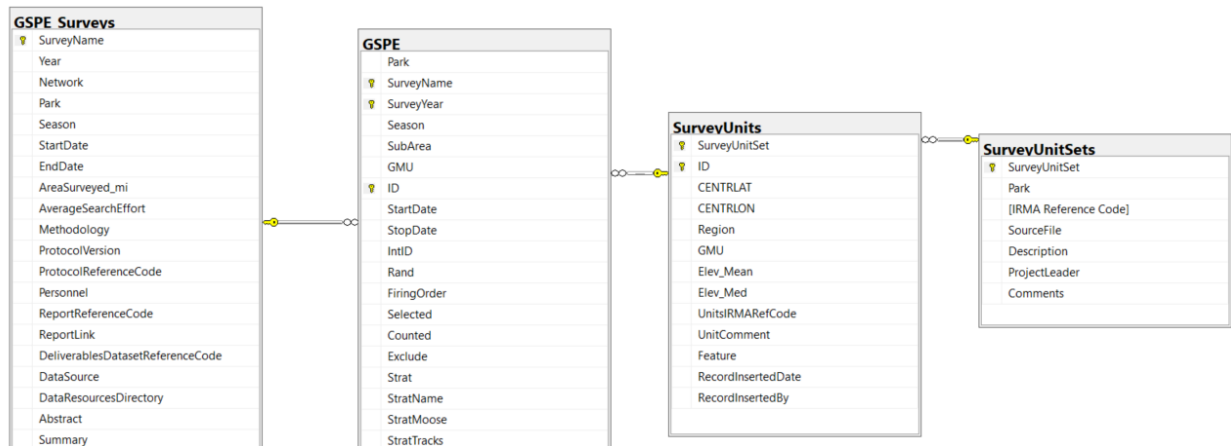 GSPE_Surveys
SurveyName
Year
Network
Park
Season
StartDate
EndDate
AreaSurveyed_mi
AverageSearchEffort
Methodology
ProtocolVersion
ProtocolReferenceCode
Personnel
ReportReferenceCode
ReportLink
DeliverablesDatasetReferenceCode
DataSource
DataResourcesDirectory
Abstract
Summary
GSPE
Park
SurveyName
SurveyYear
Season
SubArea
GMU
ID
StartDate
StopDate
IntID
Rand
FiringOrder
Selected
Counted
Exclude
Strat
StratName
StratMoose
StratTracks
SurveyUnits
SurveyUnitSet
ID
CENTRLAT
CENTRLON
Region
GMU
Elev_Mean
Elev_Med
UnitsIRMARefCode
UnitComment
Feature
RecordInsertedDate
RecordInsertedBy
SurveyUnitSets
SurveyUnitSet
Park
[IRMA Reference Code]
SourceFile
Description
ProjectLeader
Comments